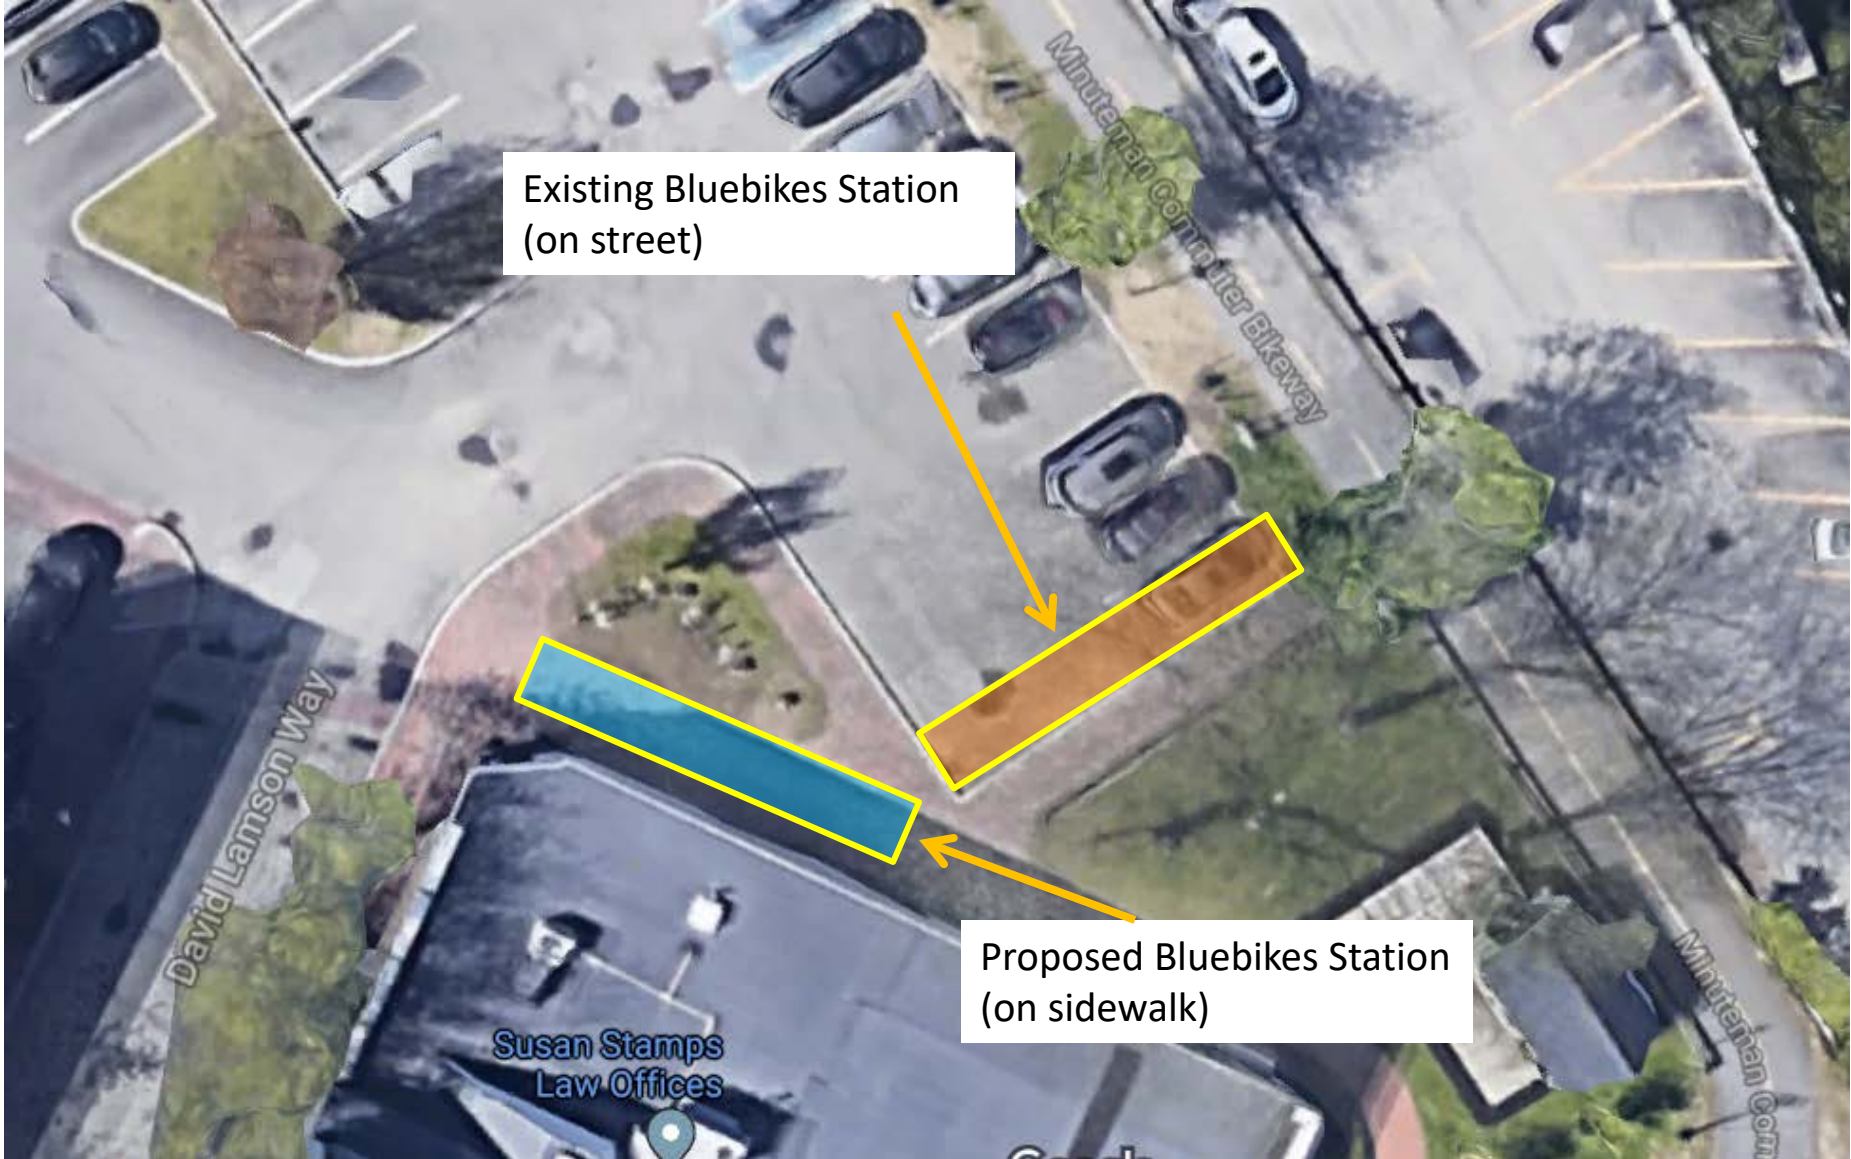 Minuteman Commuter Bikeway
Existing Bluebikes Station
(on street)
David Lamson Way
Proposed Bluebikes Station
(on sidewalk)
Susan Stamps
Law Offices
Minuteman Com